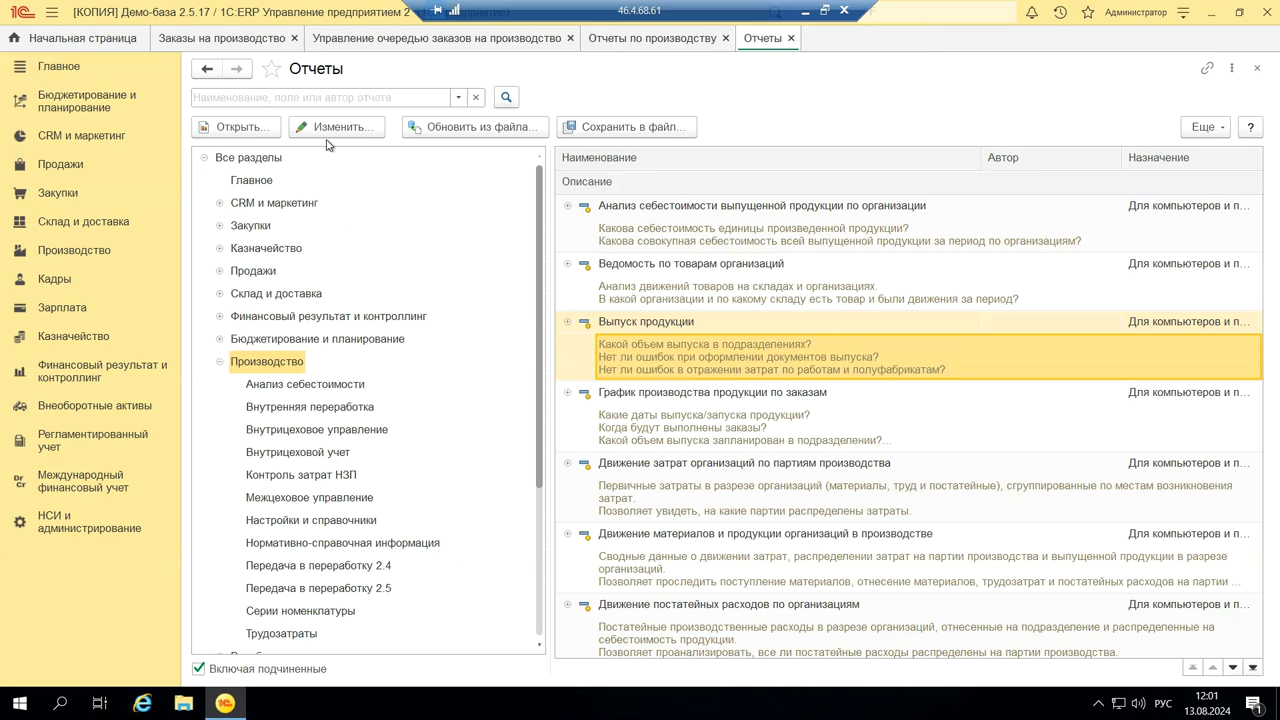 [КОПИЯ] Демо-база 2.5.17 / 1С:ERP Управление предприятием 2
46.4.68.61
Администратор
Начальная страница
Заказы на производство
Управление очередью заказов на производство
Отчеты по производству
Отчеты
Главное
Бюджетирование и
планирование
CRM и маркетинг
Продажи
Закупки
Склад и доставка
Производство
Кадры
Зарплата
Казначейство
Финансовый результат и
контроллинг
Внеоборотные активы
Регламентированный
учет
Международный
финансовый учет
НСИ и
администрирование
Отчеты
Наименование, поле или автор отчета
Открыть...
Изменить...
Обновить из файла...
Сохранить в файл...
Еще
?
Все разделы
Главное
CRM и маркетинг
Закупки
Казначейство
Продажи
Склад и доставка
Финансовый результат и контроллинг
Бюджетирование и планирование
Производство
Анализ себестоимости
Внутренняя переработка
Внутрицеховое управление
Внутрицеховой учет
Контроль затрат НЗП
Межцеховое управление
Настройки и справочники
Нормативно-справочная информация
Передача в переработку 2.4
Передача в переработку 2.5
Серии номенклатуры
Трудозатраты
Включая подчиненные
Наименование
Автор
Назначение
Описание
Анализ себестоимости выпущенной продукции по организации
Для компьютеров и п...
Какова себестоимость единицы произведенной продукции?
Какова совокупная себестоимость всей выпущенной продукции за период по организациям?
Ведомость по товарам организаций
Для компьютеров и п...
Анализ движений товаров на складах и организациях.
В какой организации и по какому складу есть товар и были движения за период?
Выпуск продукции
Для компьютеров и п...
Какой объем выпуска в подразделениях?
Нет ли ошибок при оформлении документов выпуска?
Нет ли ошибок в отражении затрат по работам и полуфабрикатам?
График производства продукции по заказам
Для компьютеров и п...
Какие даты выпуска/запуска продукции?
Когда будут выполнены заказы?
Какой объем выпуска запланирован в подразделении?...
Движение затрат организаций по партиям производства
Для компьютеров и п...
Первичные затраты в разрезе организаций (материалы, труд и постатейные), сгруппированные по местам возникновения
затрат.
Позволяет увидеть, на какие партии распределены затраты.
Движение материалов и продукции организаций в производстве
Для компьютеров и п...
Сводные данные о движении затрат, распределении затрат на партии производства и выпущенной продукции в разрезе
организаций.
Позволяет проследить поступление материалов, отнесение материалов, трудозатрат и постатейных расходов на партии ...
Движение постатейных расходов по организациям
Для компьютеров и п...
Постатейные производственные расходы в разрезе организаций, отнесенные на подразделение и распределенные на
себестоимость продукции.
Позволяет проанализировать, все ли постатейные расходы распределены на партии производства.
РУС
12:01
13.08.2024
1